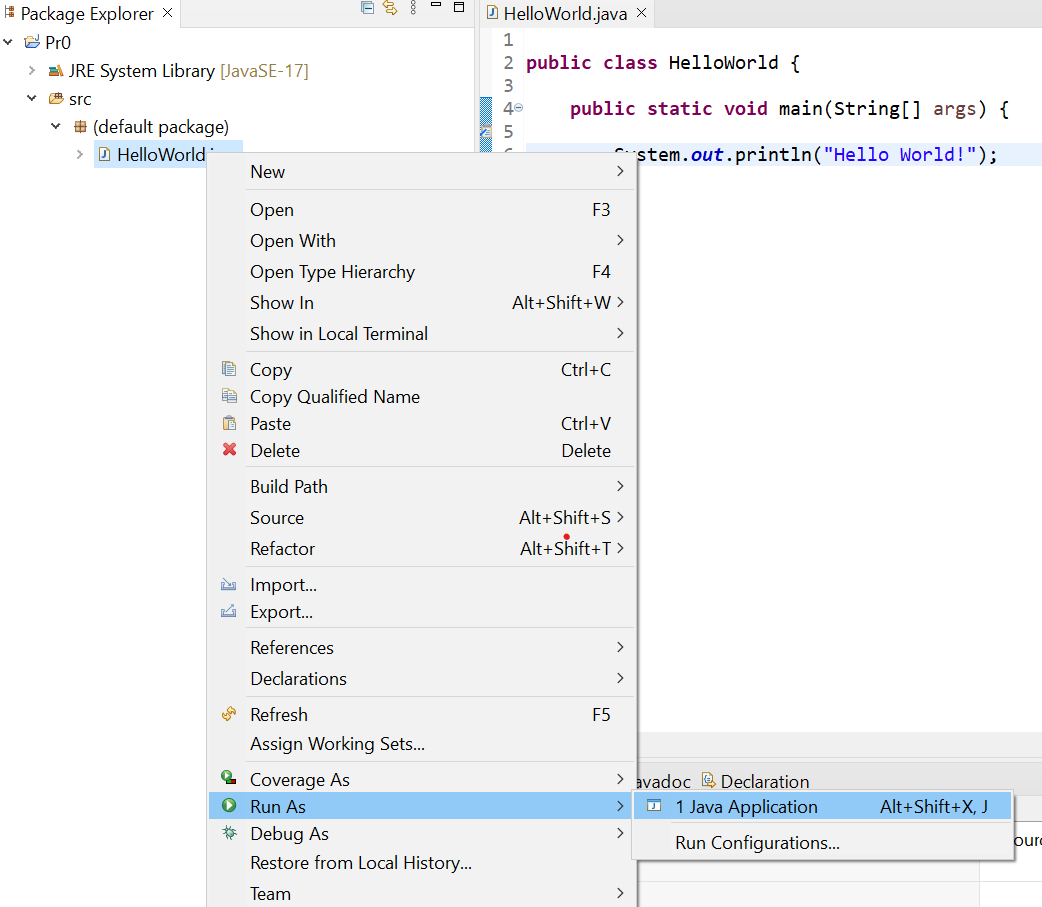 Package Explorer
HelloWorld.java
Pr0
JRE System Library [JavaSE-17]
src
(default package)
HelloWorld
1
2 public class HelloWorld {
3
4 public static void main(String[] args) {
5
System.out.println("Hello World!");
New
Open F3
Open With
Open Type Hierarchy F4
Show In Alt+Shift+W
Show in Local Terminal
Copy Ctrl+C
Copy Qualified Name
Paste Ctrl+V
Delete Delete
Build Path
Source Alt+Shift+S
Refactor Alt+Shift+T
Import...
Export...
References
Declarations
Refresh F5
Assign Working Sets...
Coverage As
Run As
Debug As
Restore from Local History...
Team
avadoc Declaration
1 Java Application Alt+Shift+X, J
Run Configurations...